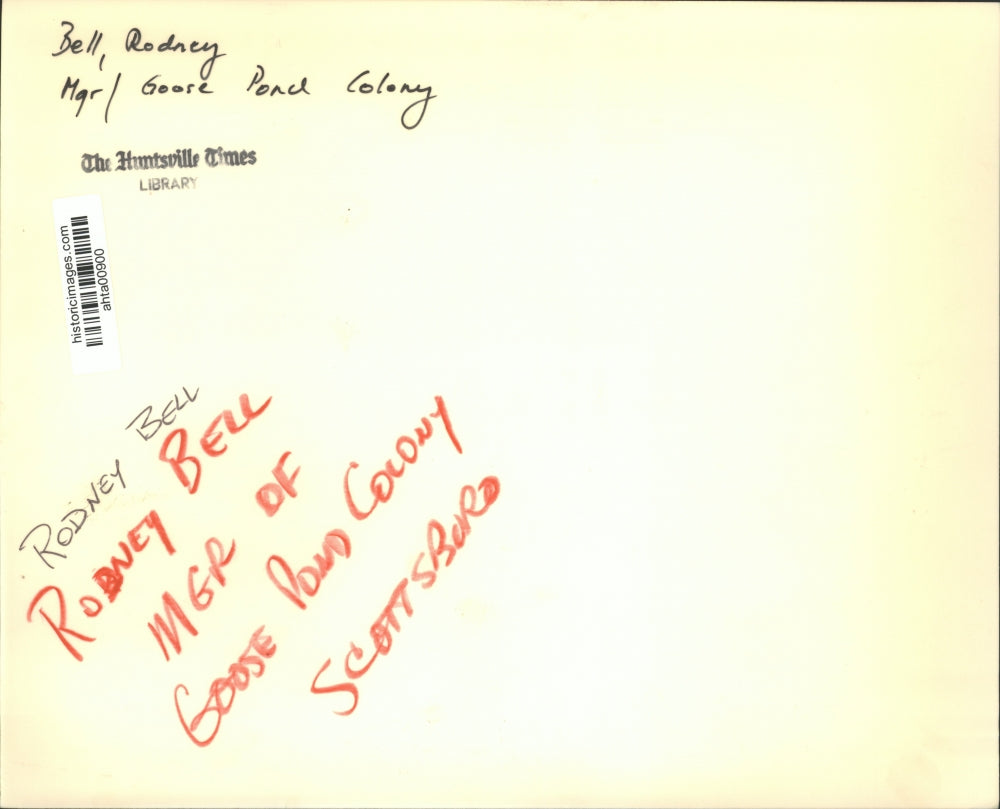 Bell, Rodney
Mgr/ Goose Pond Colony
The Huntsville Times
LIBRARY
historicimages.com
ahta00900
RODNEY BELL
RODNEY BELL
MGR OF
GOOSE POND COLONY
SCOTTSBORO